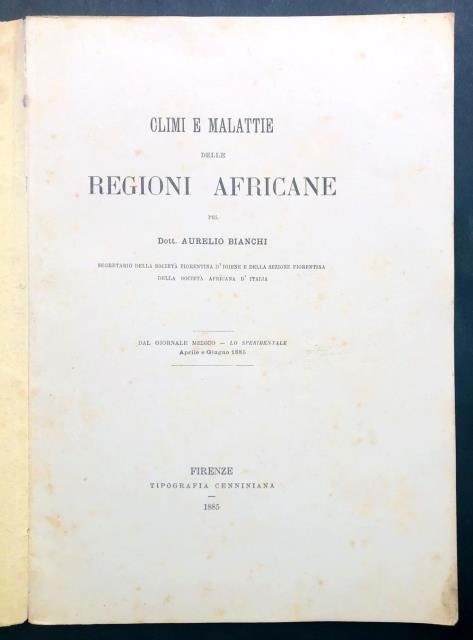 CLIMI E MALATTIE
DELLE
REGIONI AFRICANE
PEL
Dott. AURELIO BIANCHI
SEGRETARIO DELLA SOCIETÀ FIORENTINA D'IGIENE E DELLA SEZIONE FIORENTINA
DELLA SOCIETÀ AFRICANA D'ITALIA
DAL GIORNALE MEDICO — LO SPERIMENTALE
Aprile e Giugno 1885
FIRENZE
TIPOGRAFIA CENNINIANA
—
1885